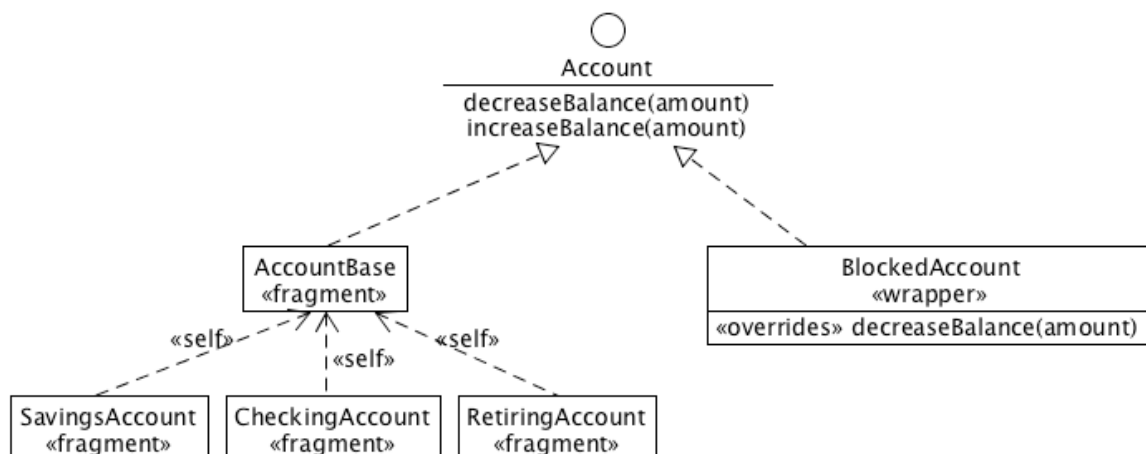 Account
decreaseBalance(amount)
increaseBalance(amount)
AccountBase
«fragment»
BlockedAccount
«wrapper»
«overrides» decreaseBalance(amount)
«self»
«self»
«self»
SavingsAccount
«fragment»
CheckingAccount
«fragment»
RetiringAccount
«fragment»